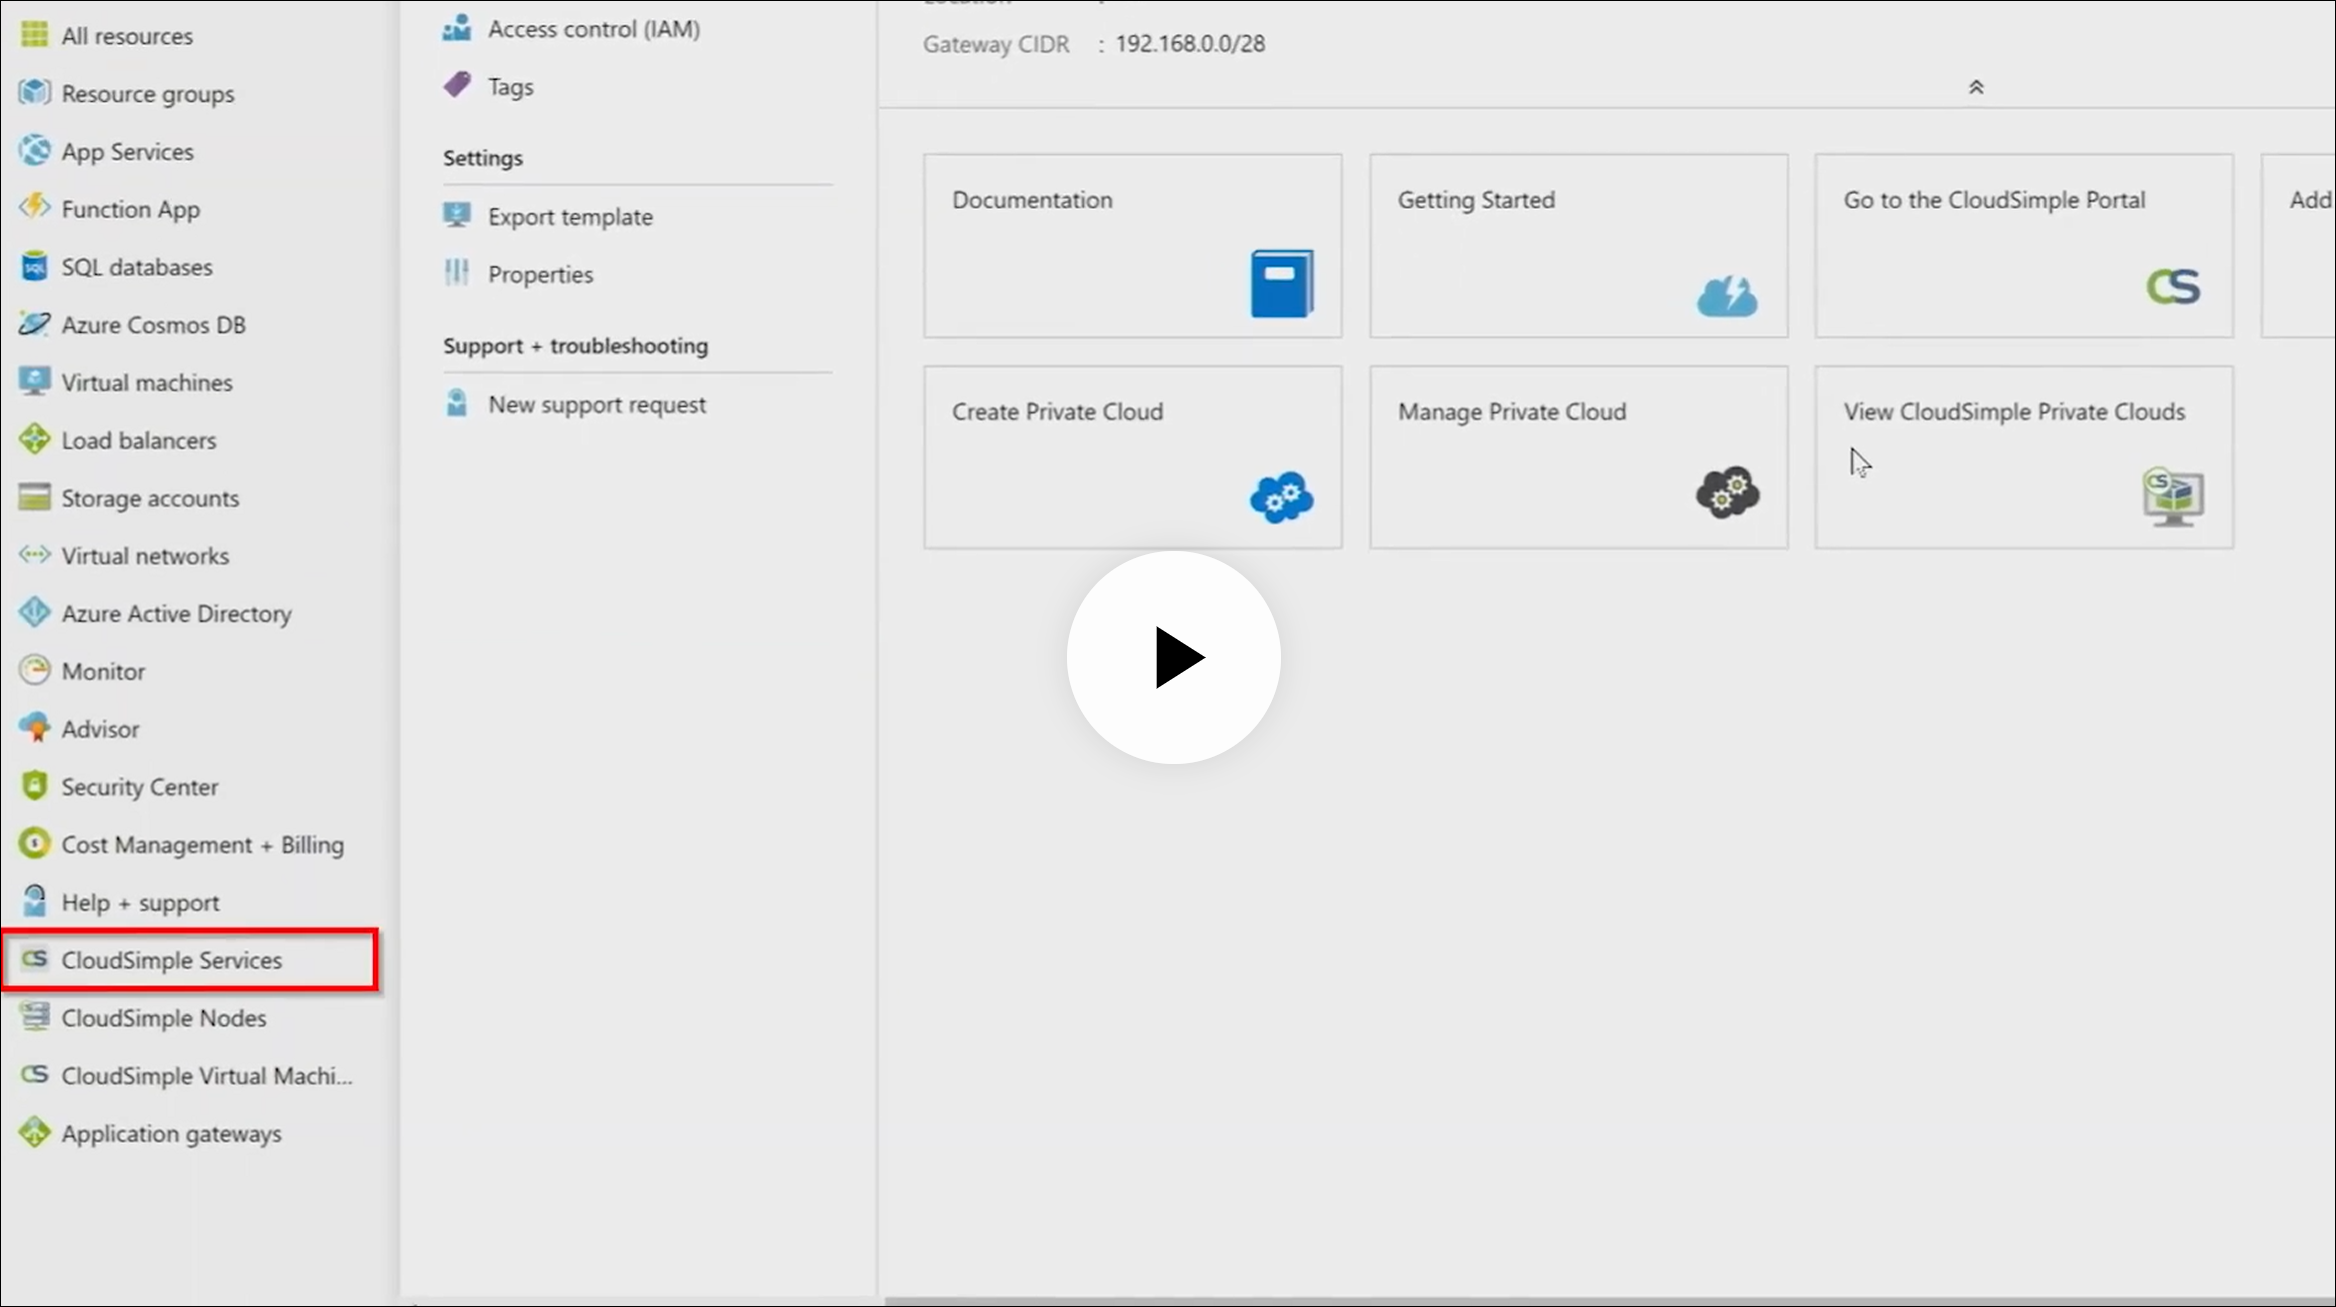 All resources
Resource groups
App Services
Function App
SQL databases
Azure Cosmos DB
Virtual machines
Load balancers
Storage accounts
Virtual networks
Azure Active Directory
Monitor
Advisor
Security Center
Cost Management + Billing
Help + support
CS CloudSimple Services
CloudSimple Nodes
CS CloudSimple Virtual Machi...
Application gateways
Access control (IAM)
Tags
Settings
Export template
Properties
Support + troubleshooting
New support request
Gateway CIDR : 192.168.0.0/28
Documentation
Getting Started
Go to the CloudSimple Portal
CS
Add
Create Private Cloud
Manage Private Cloud
View CloudSimple Private Clouds
CS